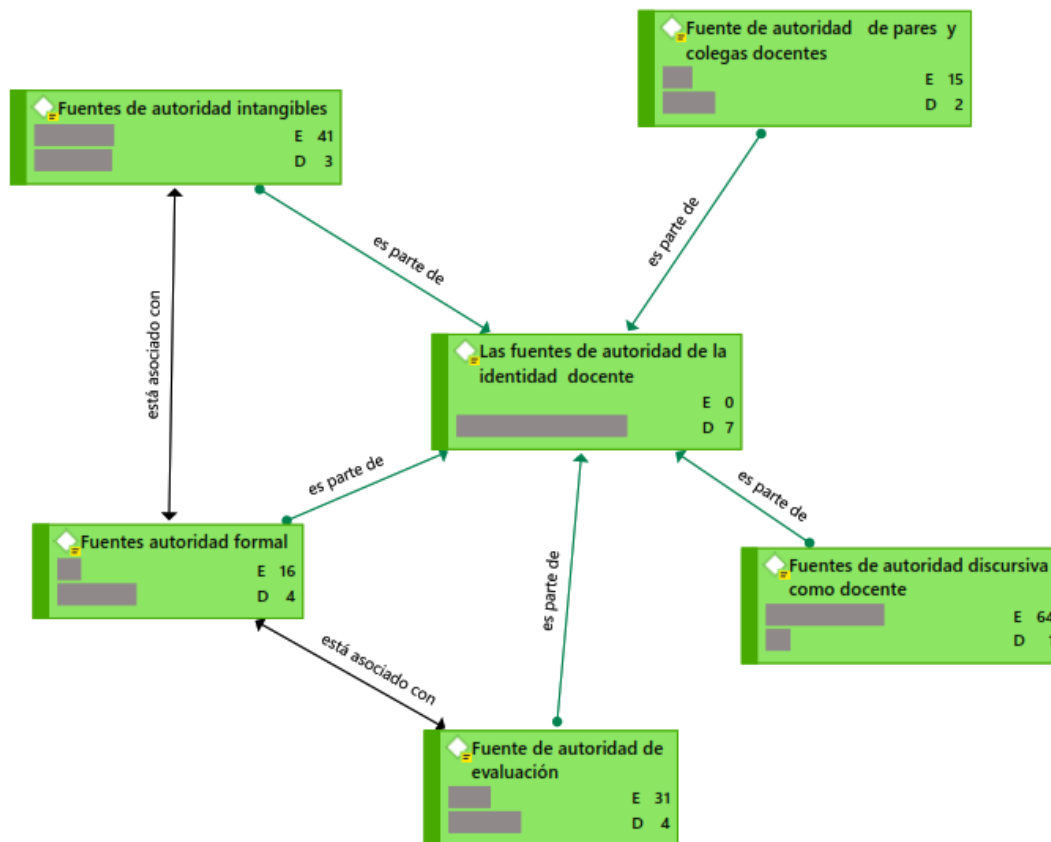 Fuente de autoridad de pares y
colegas docentes
E 15
D 2
Fuentes de autoridad intangibles
E 41
D 3
es parte de
es parte de
está asociado con
Las fuentes de autoridad de la
identidad docente
E 0
D 7
es parte de
es parte de
Fuentes autoridad formal
E 16
D 4
Fuentes de autoridad discursiva
como docente
E 64
D
es parte de
está asociado con
Fuente de autoridad de
evaluación
E 31
D 4